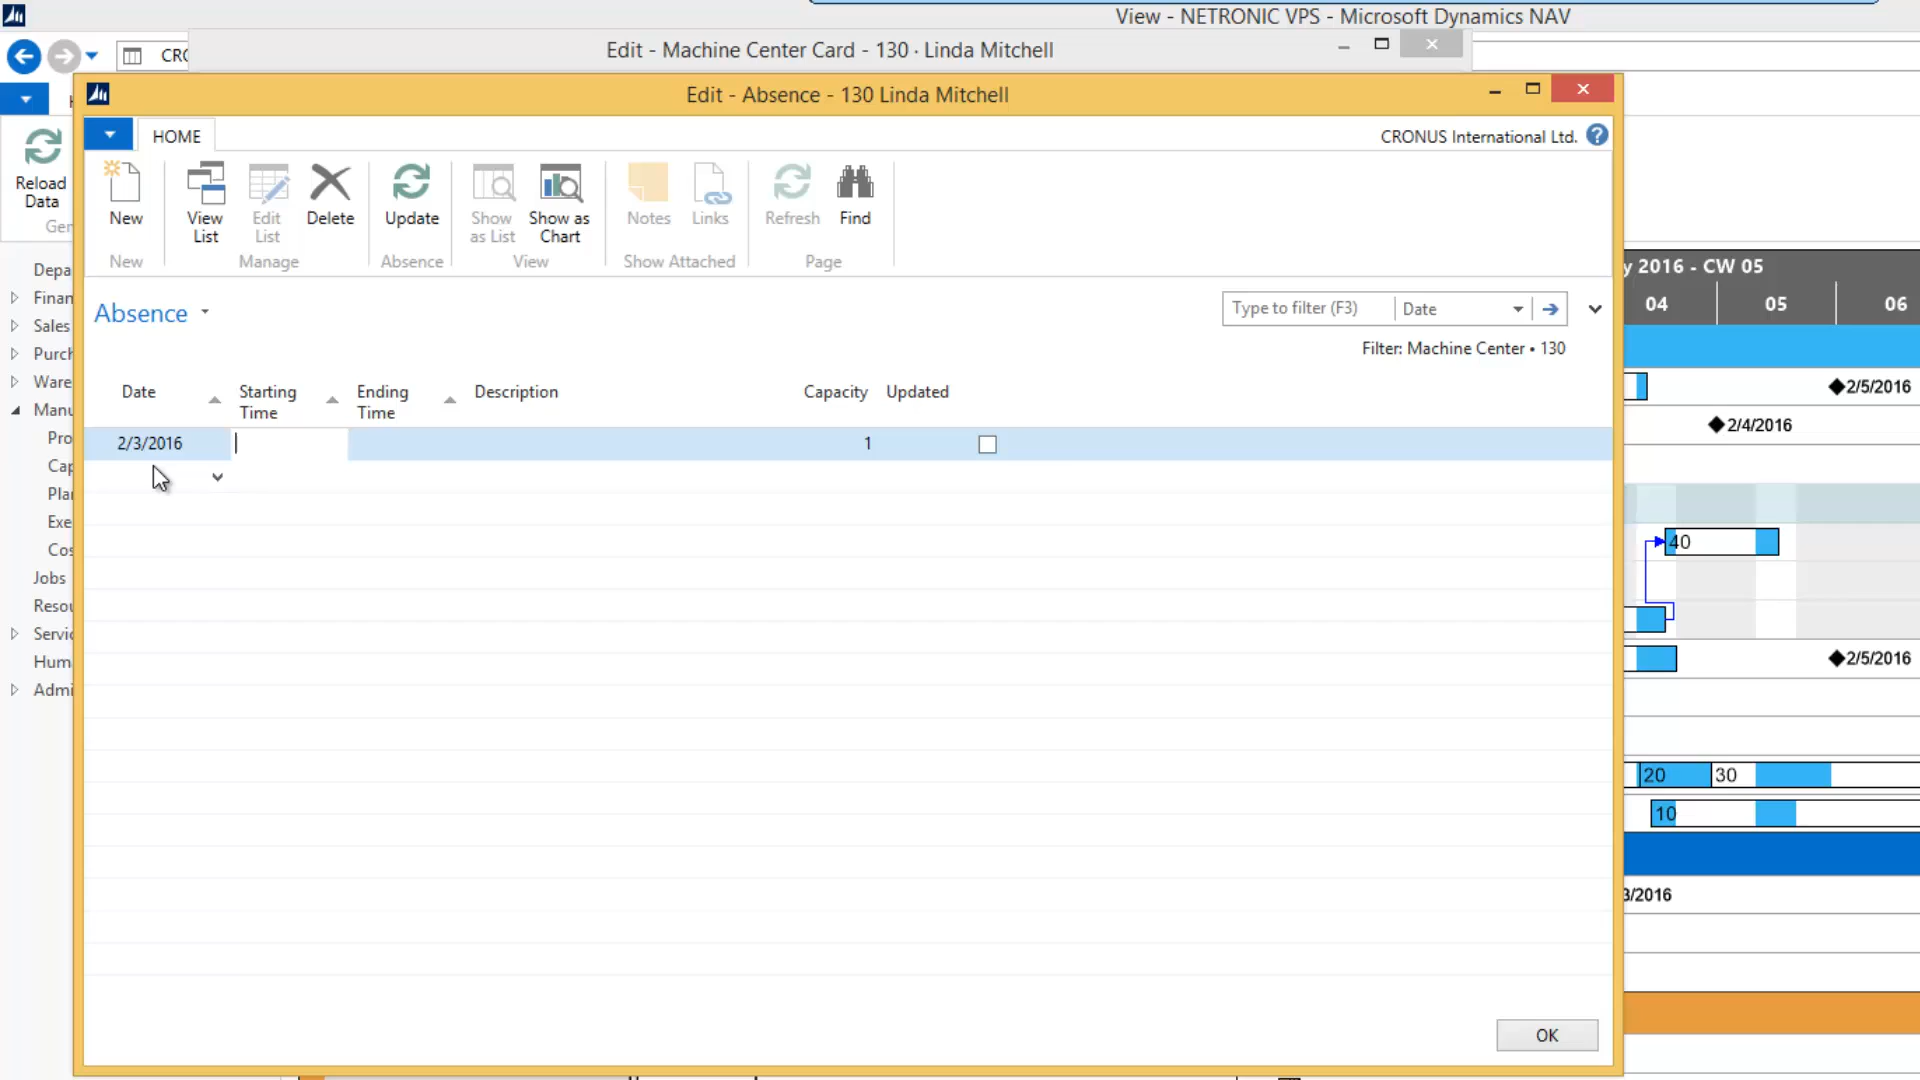 View - NETRONIC VPS - Microsoft Dynamics NAV
Edit - Machine Center Card - 130 · Linda Mitchell
Edit - Absence - 130 Linda Mitchell
HOME
CRONUS International Ltd.
Reload
Data
New
View
List
Edit
List
Delete
Update
Show
as List
Show as
Chart
Notes
Links
Refresh
Find
New
Manage
Absence
View
Show Attached
Page
Absence
Type to filter (F3)
Date
Filter: Machine Center • 130
Date
Starting
Time
Ending
Time
Description
Capacity
Updated
2/3/2016
1
OK
Jobs
2016 - CW 05
04
05
06
2/5/2016
2/4/2016
40
2/5/2016
20
30
10
3/2016